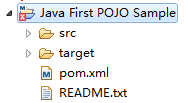 Java First POJO Sample
src
target
pom.xml
README.txt